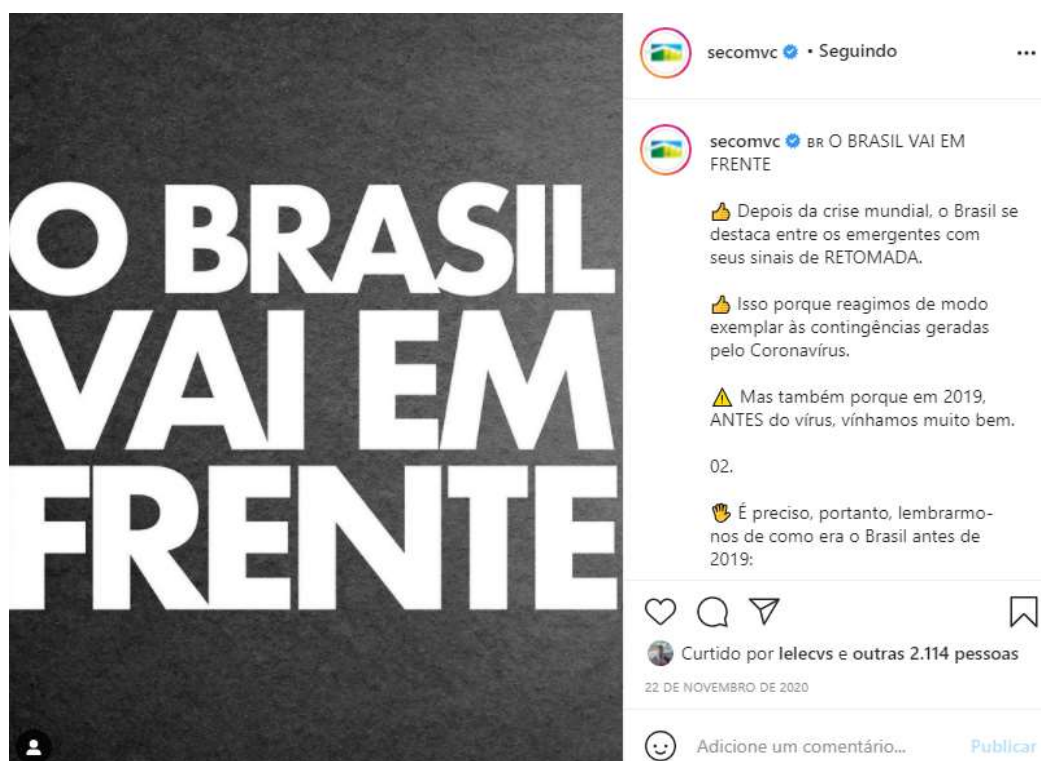 O BRASIL
VAI EM
FRENTE
secomvc • Seguindo
secomvc BR O BRASIL VAI EM
FRENTE
👍 Depois da crise mundial, o Brasil se
destaca entre os emergentes com
seus sinais de RETOMADA.
👍 Isso porque reagimos de modo
exemplar às contingências geradas
pelo Coronavírus.
⚠️ Mas também porque em 2019,
ANTES do vírus, vínhamos muito bem.
02.
👋 É preciso, portanto, lembrarmo-
nos de como era o Brasil antes de
2019:
Curtido por lelecvs e outras 2.114 pessoas
22 DE NOVEMBRO DE 2020
Adicione um comentário... Publicar